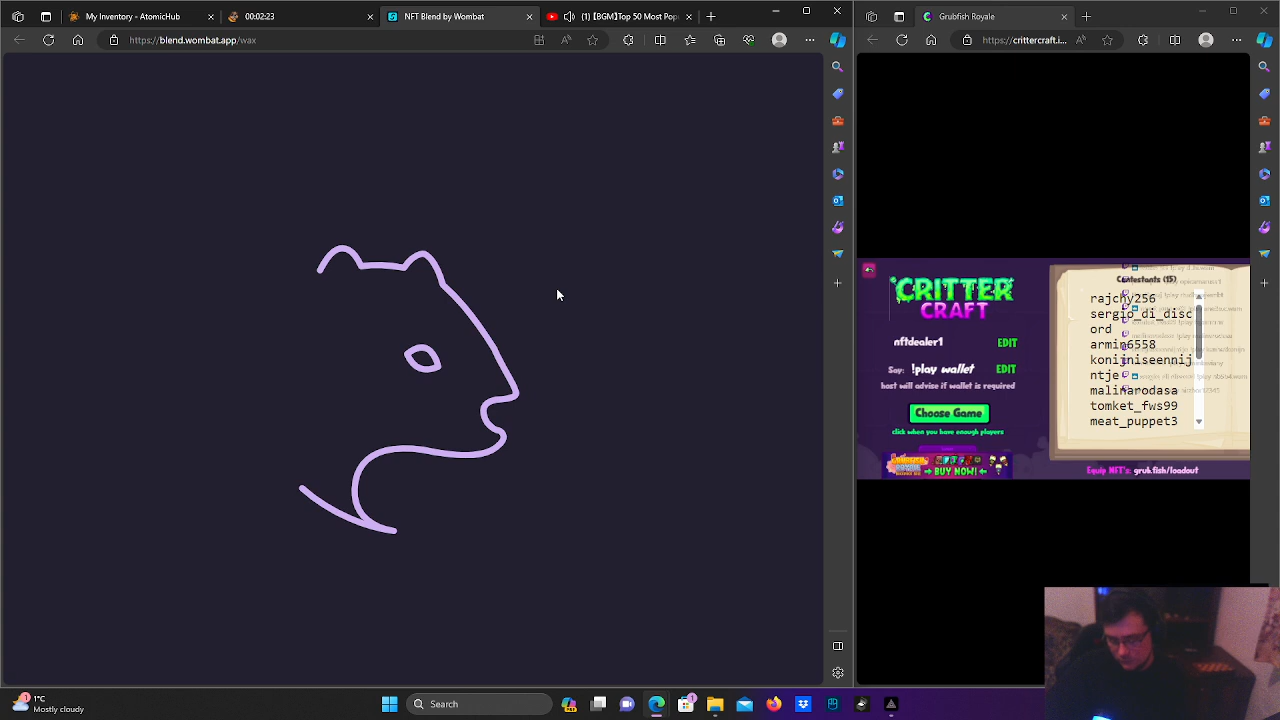 My Inventory - AtomicHub
00:02:23
NFT Blend by Wombat
(1) [BGM]Top 50 Most Pop
Grubfish Royale
https://blend.wombat.app/wax
https://crittercraft.i...
CRITTER
CRAFT
nftdealer1 EDIT
Say: !play wallet EDIT
host will advise if wallet is required
Choose Game
click when you have enough players
BUY NOW!
Contestants (15)
rajchy256
sergio_di_disc
ord
armin6558
konijniseennij
ntje
malinarodasa
tomket_fws99
meat_puppet3
Equip NFT's: grub.fish/loadout
1°C
Mostly cloudy
Search